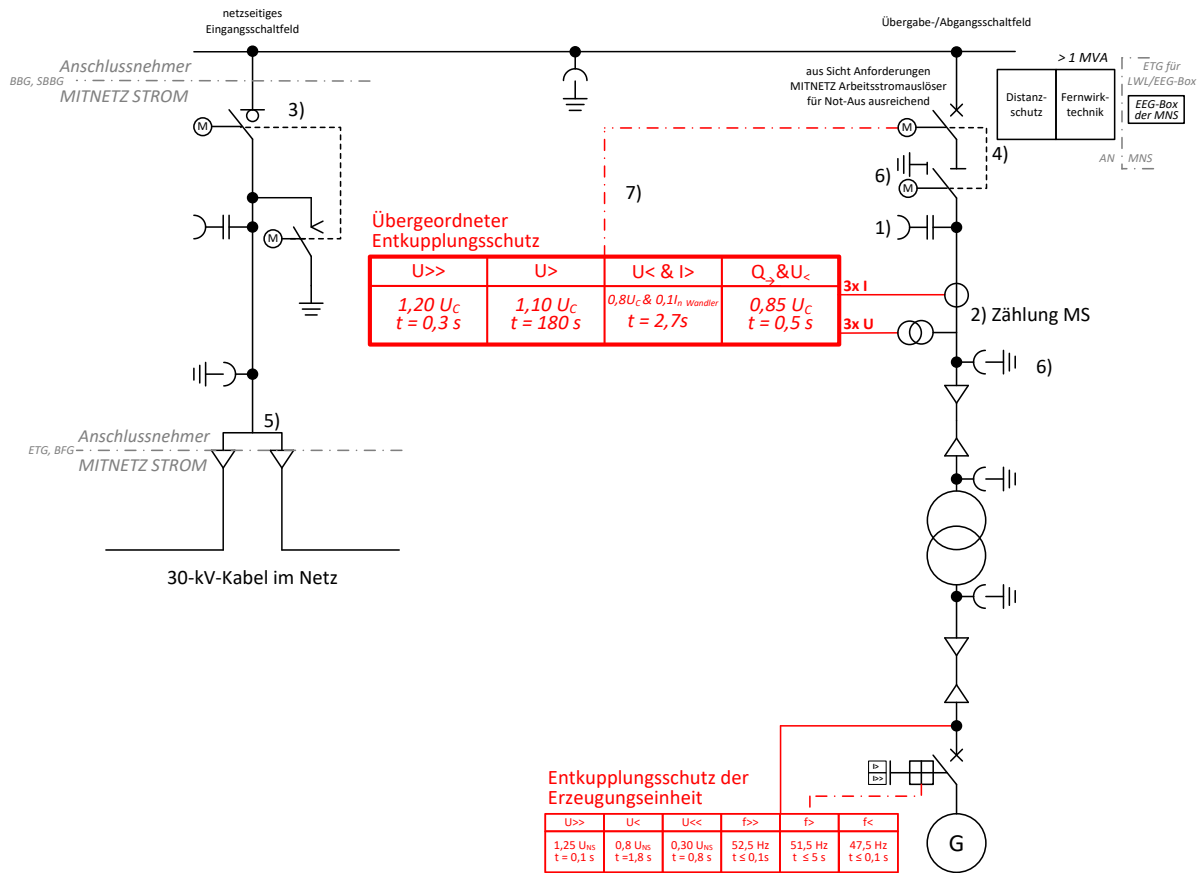 netzseitiges
Eingangsschaltfeld
Übergabe-/Abgangsschaltfeld
Anschlussnehmer
BBG, SBBG
MITNETZ STROM
3)
M
M
aus Sicht Anforderungen
MITNETZ Arbeitsstromauslöser
für Not-Aus ausreichend
M
4)
6)
M
1)
> 1 MVA
Distanz-
schutz
Fernwirk-
technik
ETG für
LWL/EEG-Box
EEG-Box
der MNS
AN
MNS
7)
Übergeordneter
Entkupplungsschutz
U>> U> U< & I> Q→&U<
1,20 UC 1,10 UC 0,8UC & 0,1In Wandler 0,85 UC
t = 0,3 s t = 180 s t = 2,7s t = 0,5 s
3x I
3x U
2) Zählung MS
6)
5)
Anschlussnehmer
ETG, BFG
MITNETZ STROM
30-kV-Kabel im Netz
I>
I>>
Entkupplungsschutz der
Erzeugungseinheit
U>> U< U<< f>> f> f<
1,25 UNS 0,8 UNS 0,30 UNS 52,5 Hz 51,5 Hz 47,5 Hz
t = 0,1 s t =1,8 s t = 0,8 s t ≤ 0,1s t ≤ 5 s t ≤ 0,1 s
G